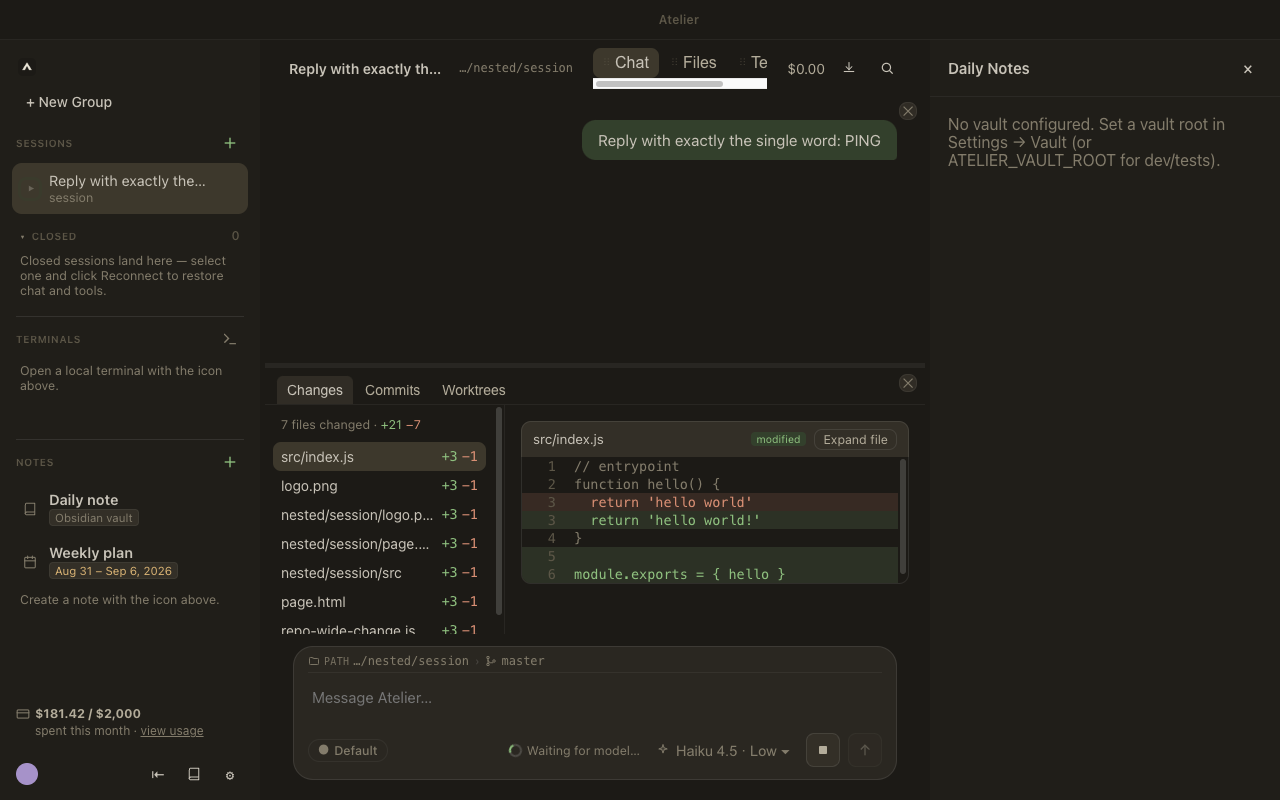 Atelier
+ New Group
SESSIONS
Reply with exactly the...
session
CLOSED 0
Closed sessions land here — select
one and click Reconnect to restore
chat and tools.
TERMINALS
Open a local terminal with the icon
above.
NOTES
Daily note
Obsidian vault
Weekly plan
Aug 31 – Sep 6, 2026
Create a note with the icon above.
$181.42 / $2,000
spent this month · view usage
Reply with exactly th... …/nested/session Chat Files Te $0.00
Reply with exactly the single word: PING
Changes Commits Worktrees
7 files changed · +21 −7
src/index.js +3 −1
logo.png +3 −1
nested/session/logo.p... +3 −1
nested/session/page.... +3 −1
nested/session/src +3 −1
page.html +3 −1
repo-wide-change.js +3 −1
src/index.js modified Expand file
1 // entrypoint
2 function hello() {
3 return 'hello world'
3 return 'hello world!'
4 }
5
6 module.exports = { hello }
PATH …/nested/session › master
Message Atelier...
Default Waiting for model... Haiku 4.5 · Low
Daily Notes ×
No vault configured. Set a vault root in
Settings → Vault (or
ATELIER_VAULT_ROOT for dev/tests).